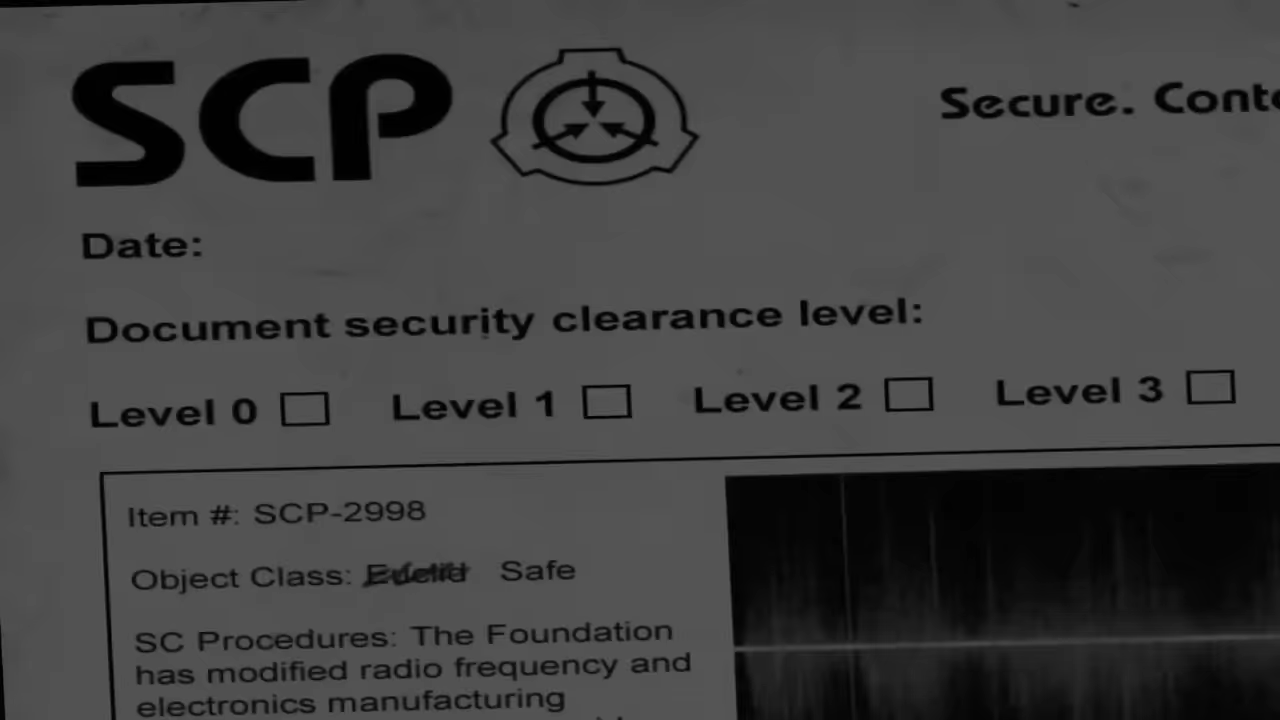 SCP
Secure. Conta
Date:
Document security clearance level:
Level 0 Level 1 Level 2 Level 3
Item #: SCP-2998
Object Class: Euclid Safe
SC Procedures: The Foundation
has modified radio frequency and
electronics manufacturing